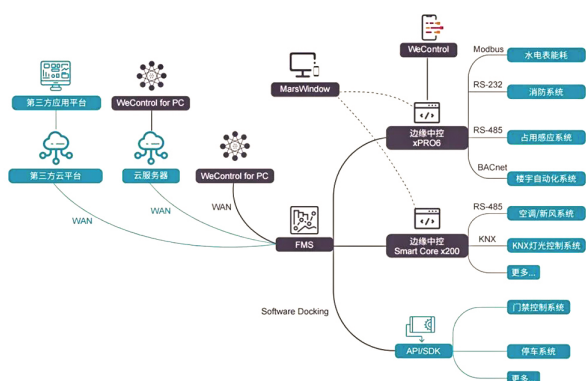 WeControl
Modbus
水电表能耗
MarsWindow
RS-232
消防系统
第三方应用平台
WeControl for PC
边缘中控
xPRO6
RS-485
占用感应系统
BACnet
楼宇自动化系统
第三方云平台
云服务器
WeControl for PC
WAN
WAN
WAN
FMS
边缘中控
Smart Core x200
RS-485
空调/新风系统
KNX
KNX灯光控制系统
更多...
Software Docking
门禁控制系统
API/SDK
停车系统
更多